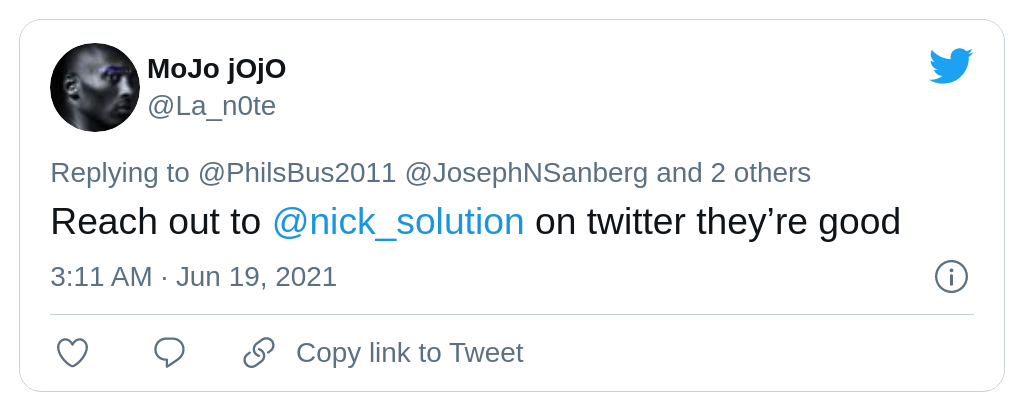 MoJo jOjO
@La_n0te
Replying to @PhilsBus2011 @JosephNSanberg and 2 others
Reach out to @nick_solution on twitter they’re good
3:11 AM · Jun 19, 2021
Copy link to Tweet